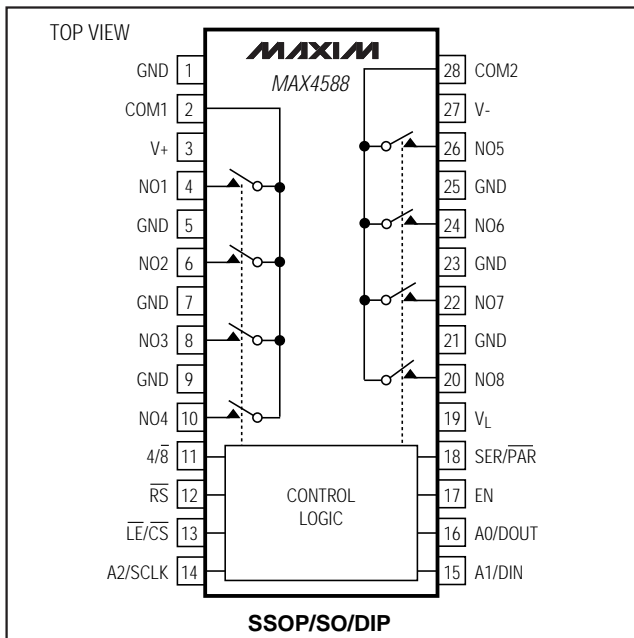 TOP VIEW
MAXIM
MAX4588
GND 1
COM1 2
V+ 3
NO1 4
GND 5
NO2 6
GND 7
NO3 8
GND 9
NO4 10
4/8̅ 11
R̅S̅ 12
L̅E̅/C̅S̅ 13
A2/SCLK 14
28 COM2
27 V-
26 NO5
25 GND
24 NO6
23 GND
22 NO7
21 GND
20 NO8
19 VL
18 SER/P̅A̅R̅
17 EN
16 A0/DOUT
15 A1/DIN
CONTROL
LOGIC
SSOP/SO/DIP